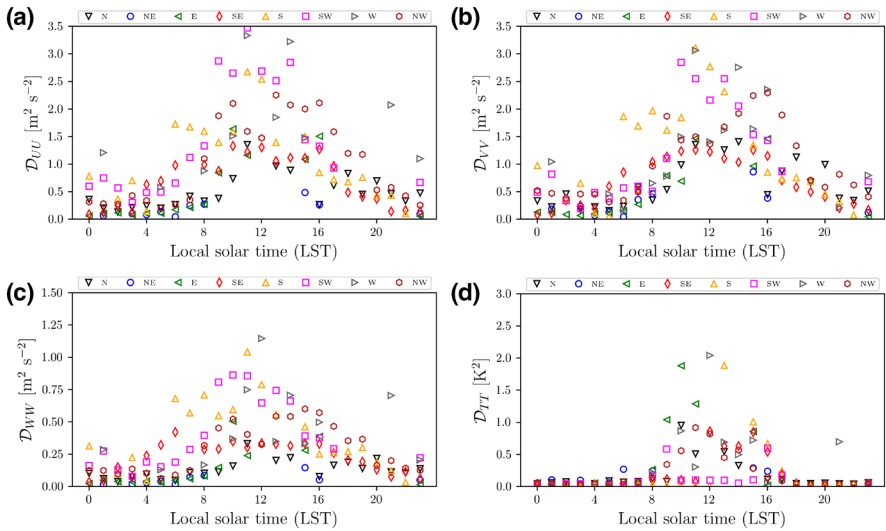 (a)
N NE E SE S SW W NW
3.5
3.0
2.5
2.0
1.5
1.0
0.5
0.0
𝒟_UU [m² s⁻²]
0 4 8 12 16 20
Local solar time (LST)
(b)
N NE E SE S SW W NW
3.5
3.0
2.5
2.0
1.5
1.0
0.5
0.0
𝒟_VV [m² s⁻²]
0 4 8 12 16 20
Local solar time (LST)
(c)
N NE E SE S SW W NW
1.50
1.25
1.00
0.75
0.50
0.25
0.00
𝒟_WW [m² s⁻²]
0 4 8 12 16 20
Local solar time (LST)
(d)
N NE E SE S SW W NW
3.0
2.5
2.0
1.5
1.0
0.5
0.0
𝒟_TT [K²]
0 4 8 12 16 20
Local solar time (LST)